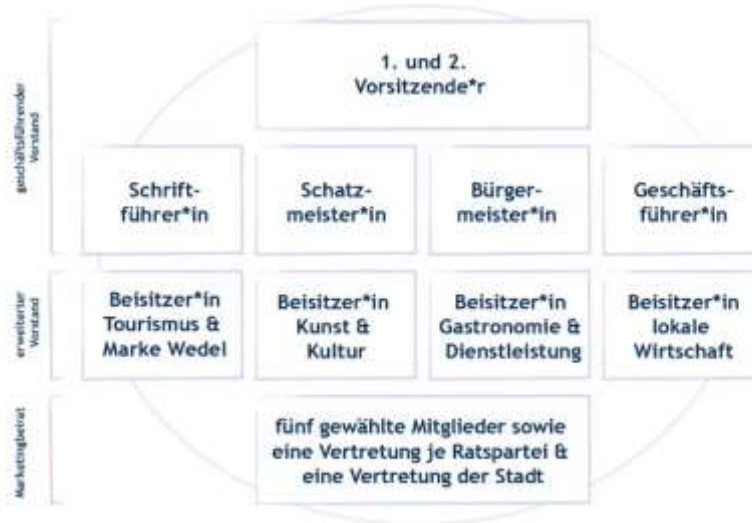 geschäftsführender
Vorstand
1. und 2.
Vorsitzende*r
Schrift-
führer*in
Schatz-
meister*in
Bürger-
meister*in
Geschäfts-
führer*in
erweiterter
Vorstand
Beisitzer*in
Tourismus &
Marke Wedel
Beisitzer*in
Kunst &
Kultur
Beisitzer*in
Gastronomie &
Dienstleistung
Beisitzer*in
lokale
Wirtschaft
Marketingbeirat
fünf gewählte Mitglieder sowie
eine Vertretung je Ratspartei &
eine Vertretung der Stadt